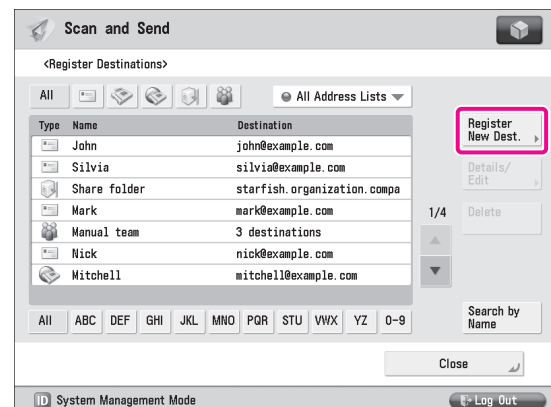 Scan and Send
<Register Destinations>
All
All Address Lists
Type Name Destination
John john@example.com
Silvia silvia@example.com
Share folder starfish.organization.compa
Mark mark@example.com
Manual team 3 destinations
Nick nick@example.com
Mitchell mitchell@example.com
1/4
Register
New Dest.
Details/
Edit
Delete
All ABC DEF GHI JKL MNO PQR STU VWX YZ 0-9
Search by
Name
Close
ID System Management Mode
Log Out